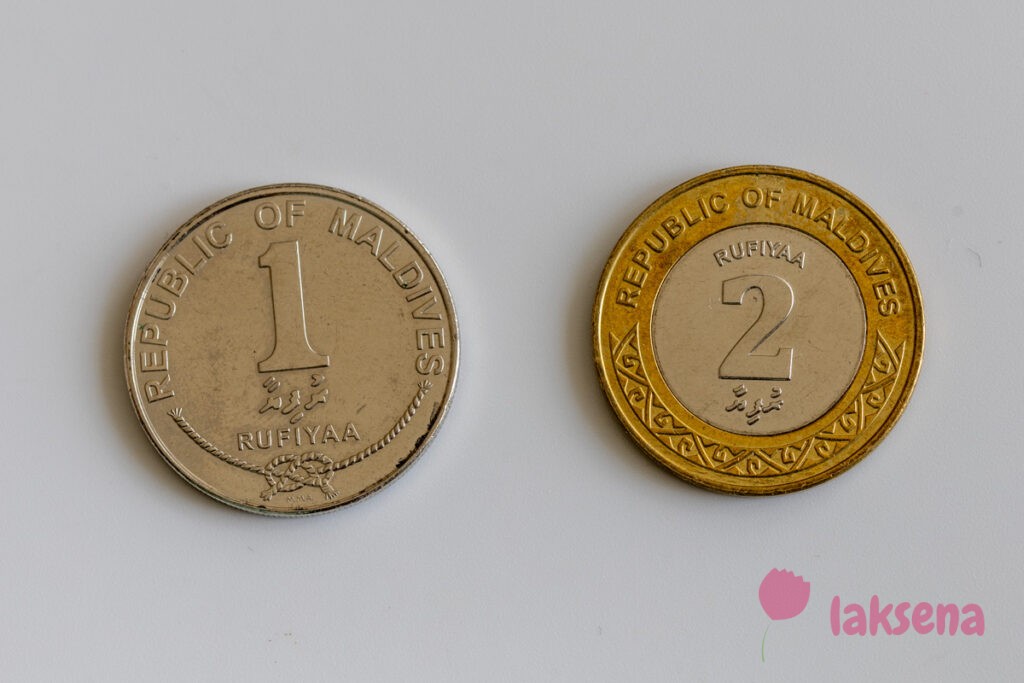 REPUBLIC OF MALDIVES
1
ރުފިޔާ
RUFIYAA
M.M.A.
REPUBLIC OF MALDIVES
RUFIYAA
2
ރުފިޔާ
laksena